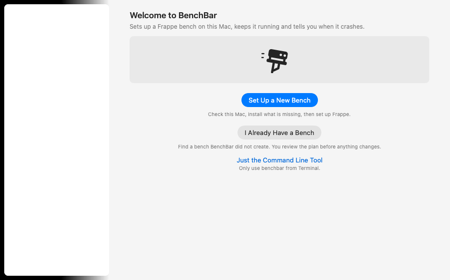 Welcome to BenchBar
Sets up a Frappe bench on this Mac, keeps it running and tells you when it crashes.
Set Up a New Bench
Check this Mac, install what is missing, then set up Frappe.
I Already Have a Bench
Find a bench BenchBar did not create. You review the plan before anything changes.
Just the Command Line Tool
Only use benchbar from Terminal.